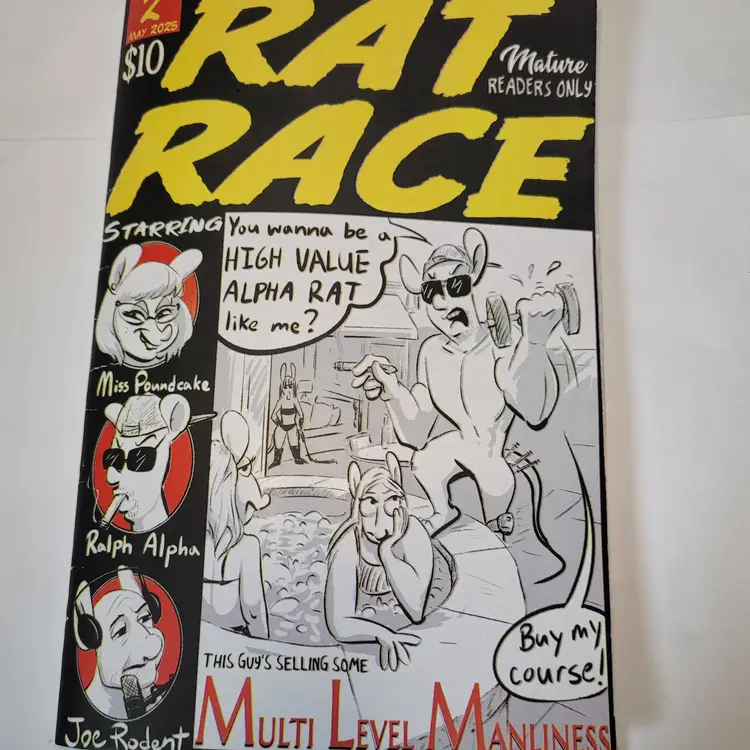 2
MAY 2025
$10
RAT
RACE
Mature
READERS ONLY
STARRING
Miss Poundcake
Ralph Alpha
Joe Rodent
You wanna be a
HIGH VALUE
ALPHA RAT
like me?
Buy my
course!
THIS GUY'S SELLING SOME
MULTI LEVEL MANLINESS